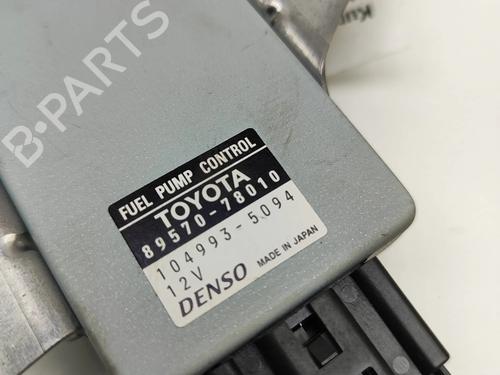 B-PARTS
FUEL PUMP CONTROL
TOYOTA
89570-78010
104993-5094
12V
DENSO MADE IN JAPAN